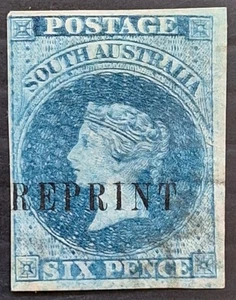 POSTAGE
SOUTH AUSTRALIA
REPRINT
SIX PENCE